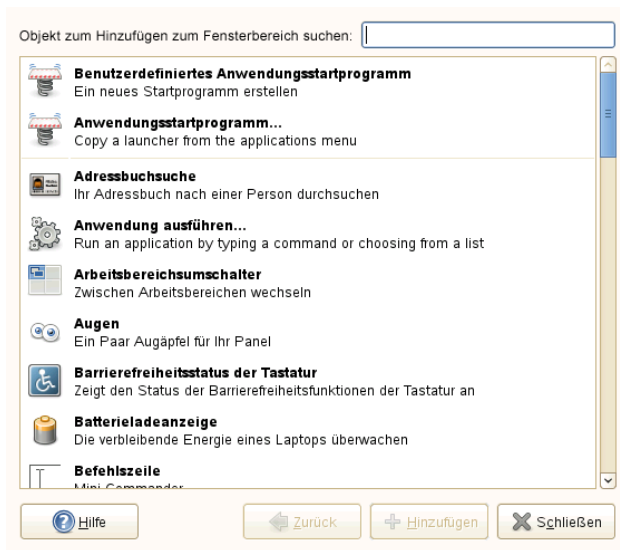 Objekt zum Hinzufügen zum Fensterbereich suchen:
Benutzerdefiniertes Anwendungsstartprogramm
Ein neues Startprogramm erstellen
Anwendungsstartprogramm...
Copy a launcher from the applications menu
Adressbuchsuche
Ihr Adressbuch nach einer Person durchsuchen
Anwendung ausführen...
Run an application by typing a command or choosing from a list
Arbeitsbereichsumschalter
Zwischen Arbeitsbereichen wechseln
Augen
Ein Paar Augäpfel für Ihr Panel
Barrierefreiheitsstatus der Tastatur
Zeigt den Status der Barrierefreiheitsfunktionen der Tastatur an
Batterieladeanzeige
Die verbleibende Energie eines Laptops überwachen
Befehlszeile
Mini-Commander
Hilfe
Zurück
Hinzufügen
Schließen